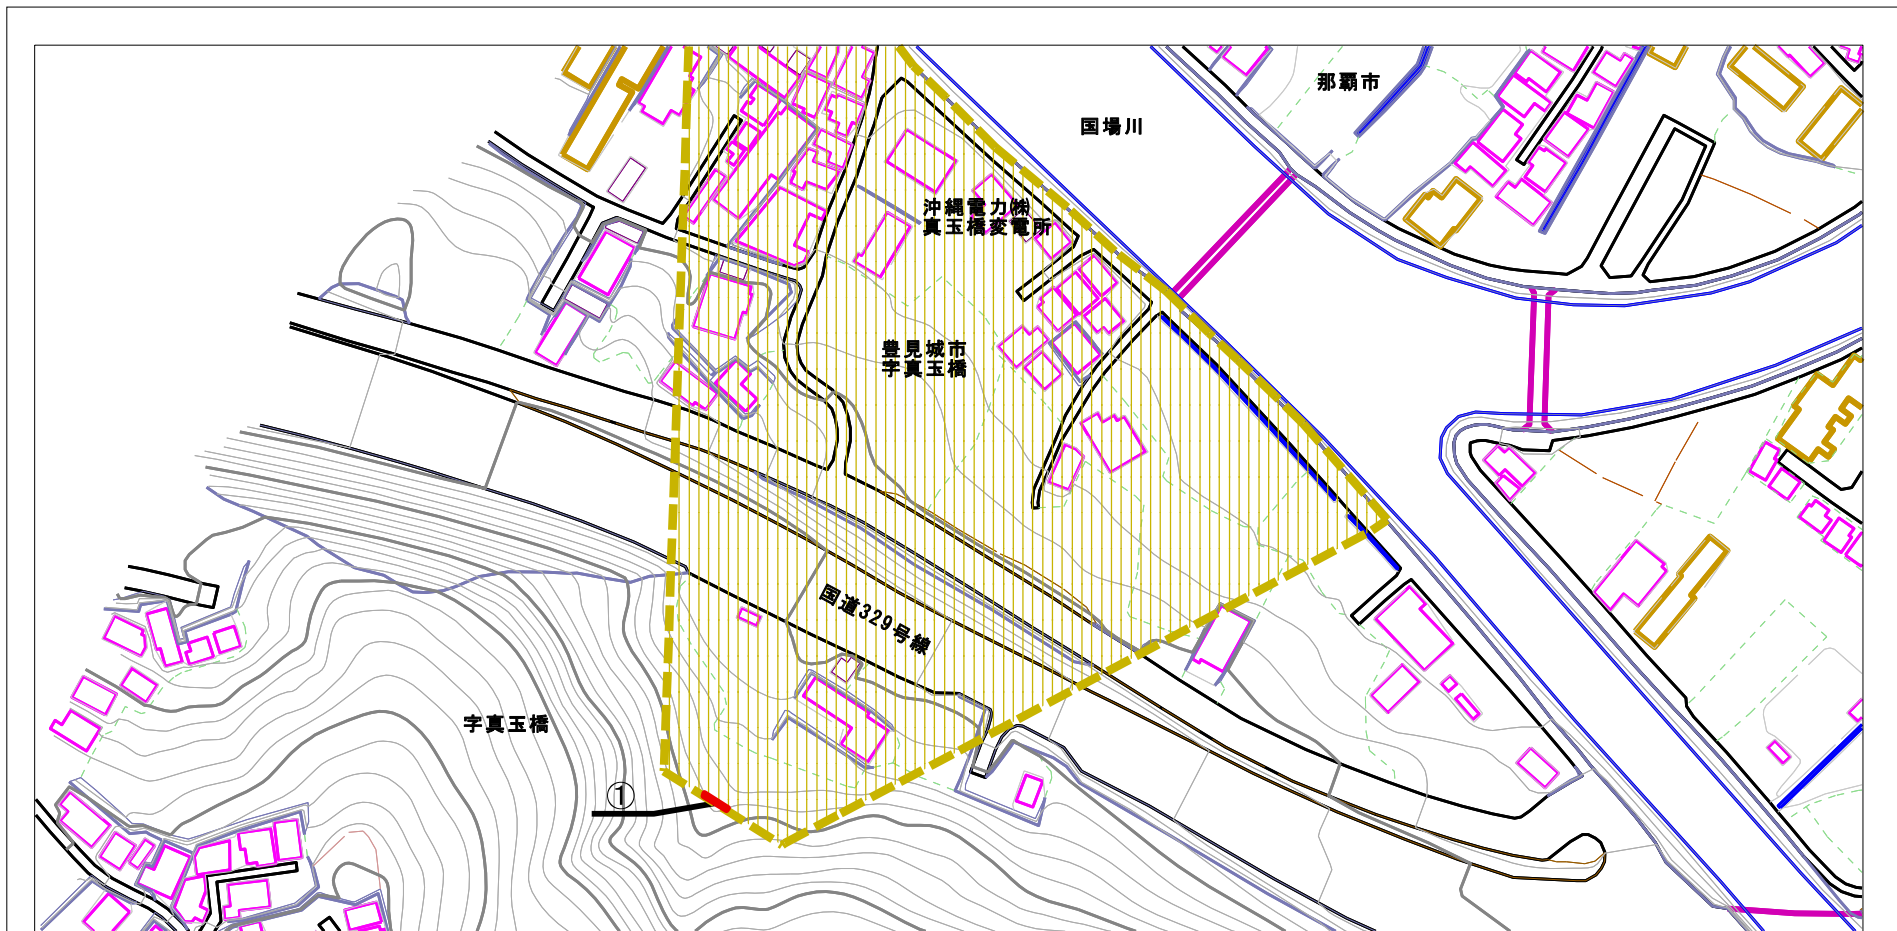 那覇市
国場川
沖縄電力㈱
真玉橋変電所
豊見城市
字真玉橋
国道329号線
字真玉橋
①